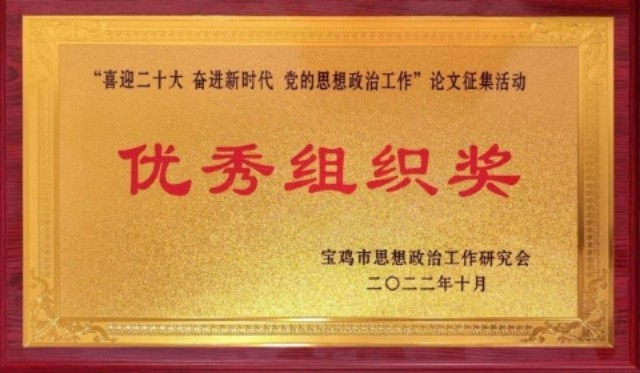 “喜迎二十大 奋进新时代 党的思想政治工作”论文征集活动
优秀组织奖
宝鸡市思想政治工作研究会
二〇二二年十月